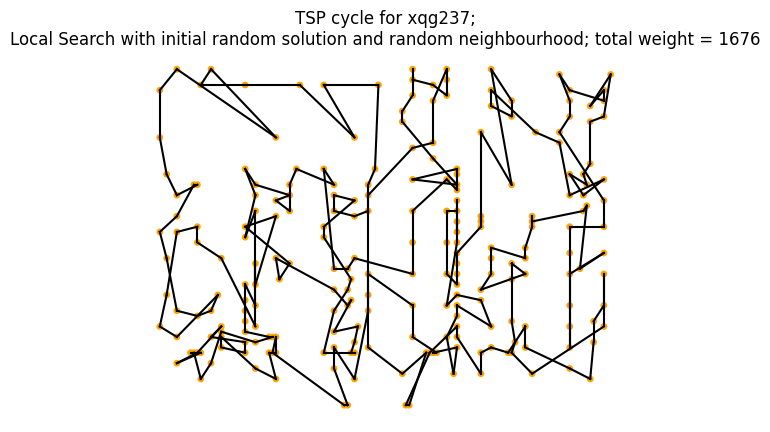 TSP cycle for xqg237;
Local Search with initial random solution and random neighbourhood; total weight = 1676